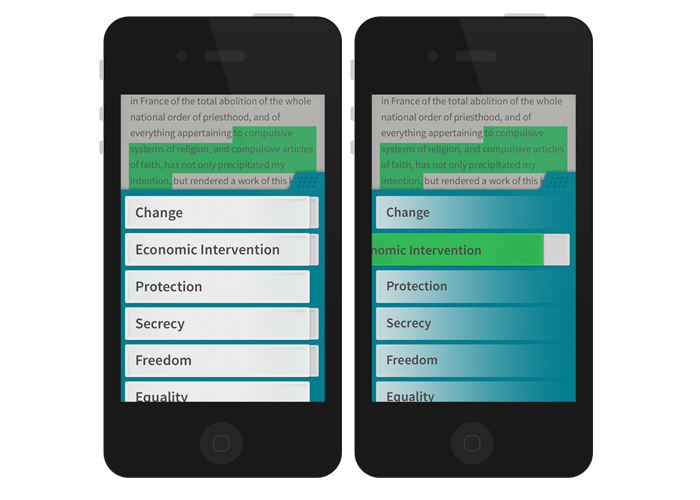 in France of the total abolition of the whole
national order of priesthood, and of
everything appertaining to compulsive
systems of religion, and compulsive articles
of faith, has not only precipitated my
intention, but rendered a work of this
Change
Economic Intervention
Protection
Secrecy
Freedom
Equality
in France of the total abolition of the whole
national order of priesthood, and of
everything appertaining to compulsive
systems of religion, and compulsive articles
of faith, has not only precipitated my
intention, but rendered a work of this
Change
nomic Intervention
Protection
Secrecy
Freedom
Equality